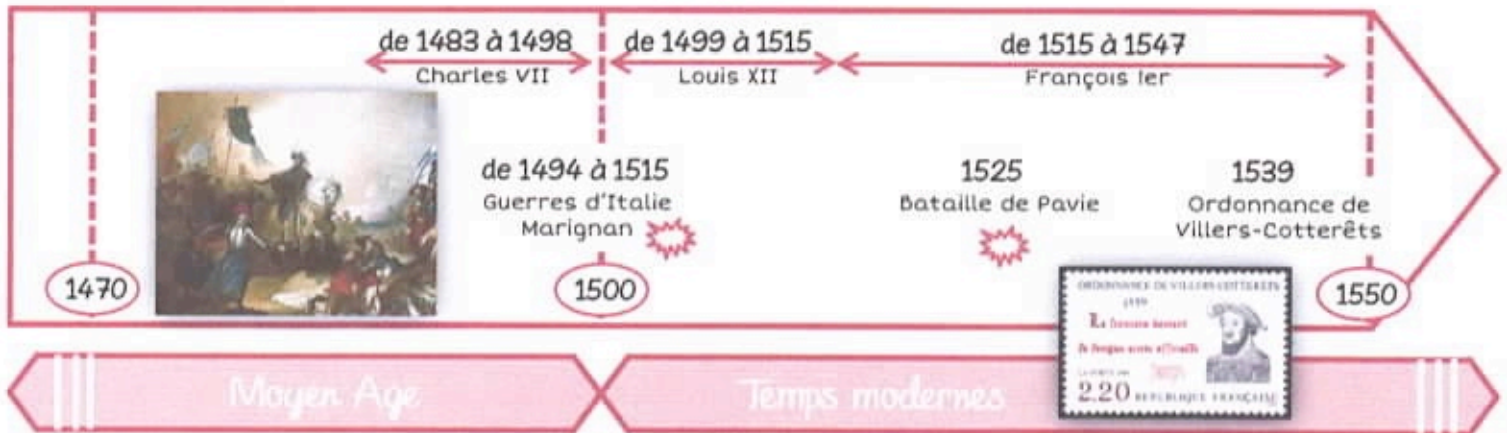 de 1483 à 1498
Charles VII
de 1499 à 1515
Louis XII
de 1515 à 1547
François Ier
de 1494 à 1515
Guerres d'Italie
Marignan
1525
Bataille de Pavie
1539
Ordonnance de
Villers-Cotterêts
1470
1500
1550
ORDONNANCE DE VILLERS-COTTERÊTS
1539
2.20 REPUBLIQUE FRANÇAISE
Moyen Age
Temps modernes